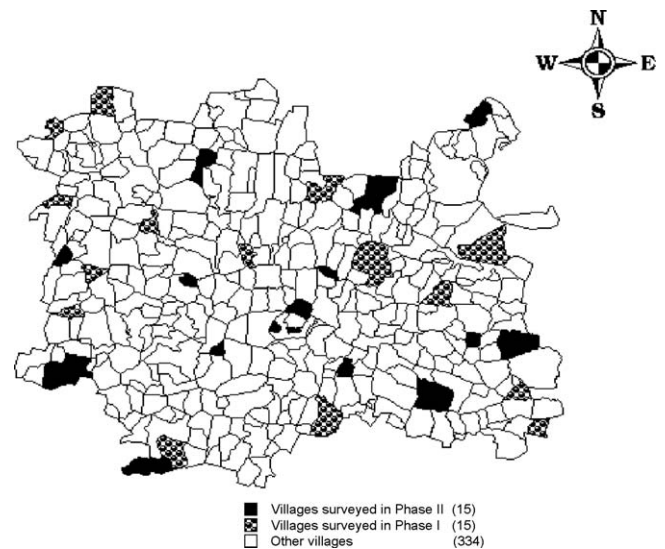 N
W E
S
Villages surveyed in Phase II (15)
Villages surveyed in Phase I (15)
Other villages (334)